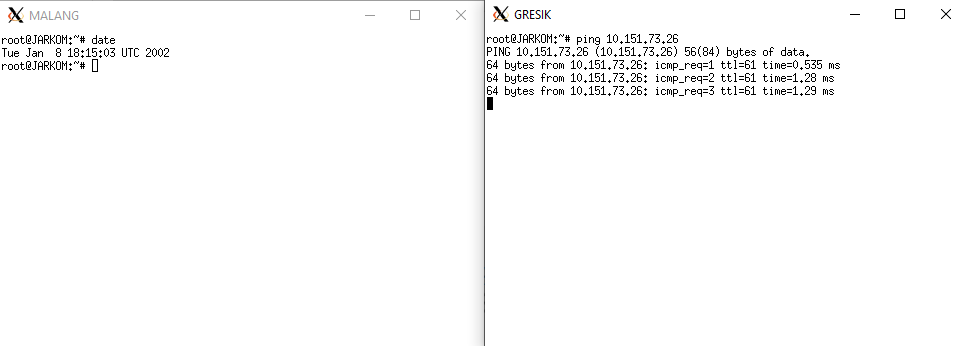 MALANG
root@JARKOM:~# date
Tue Jan  8 18:15:03 UTC 2002
root@JARKOM:~#
GRESIK
root@JARKOM:~# ping 10.151.73.26
PING 10.151.73.26 (10.151.73.26) 56(84) bytes of data.
64 bytes from 10.151.73.26: icmp_req=1 ttl=61 time=0.535 ms
64 bytes from 10.151.73.26: icmp_req=2 ttl=61 time=1.28 ms
64 bytes from 10.151.73.26: icmp_req=3 ttl=61 time=1.29 ms